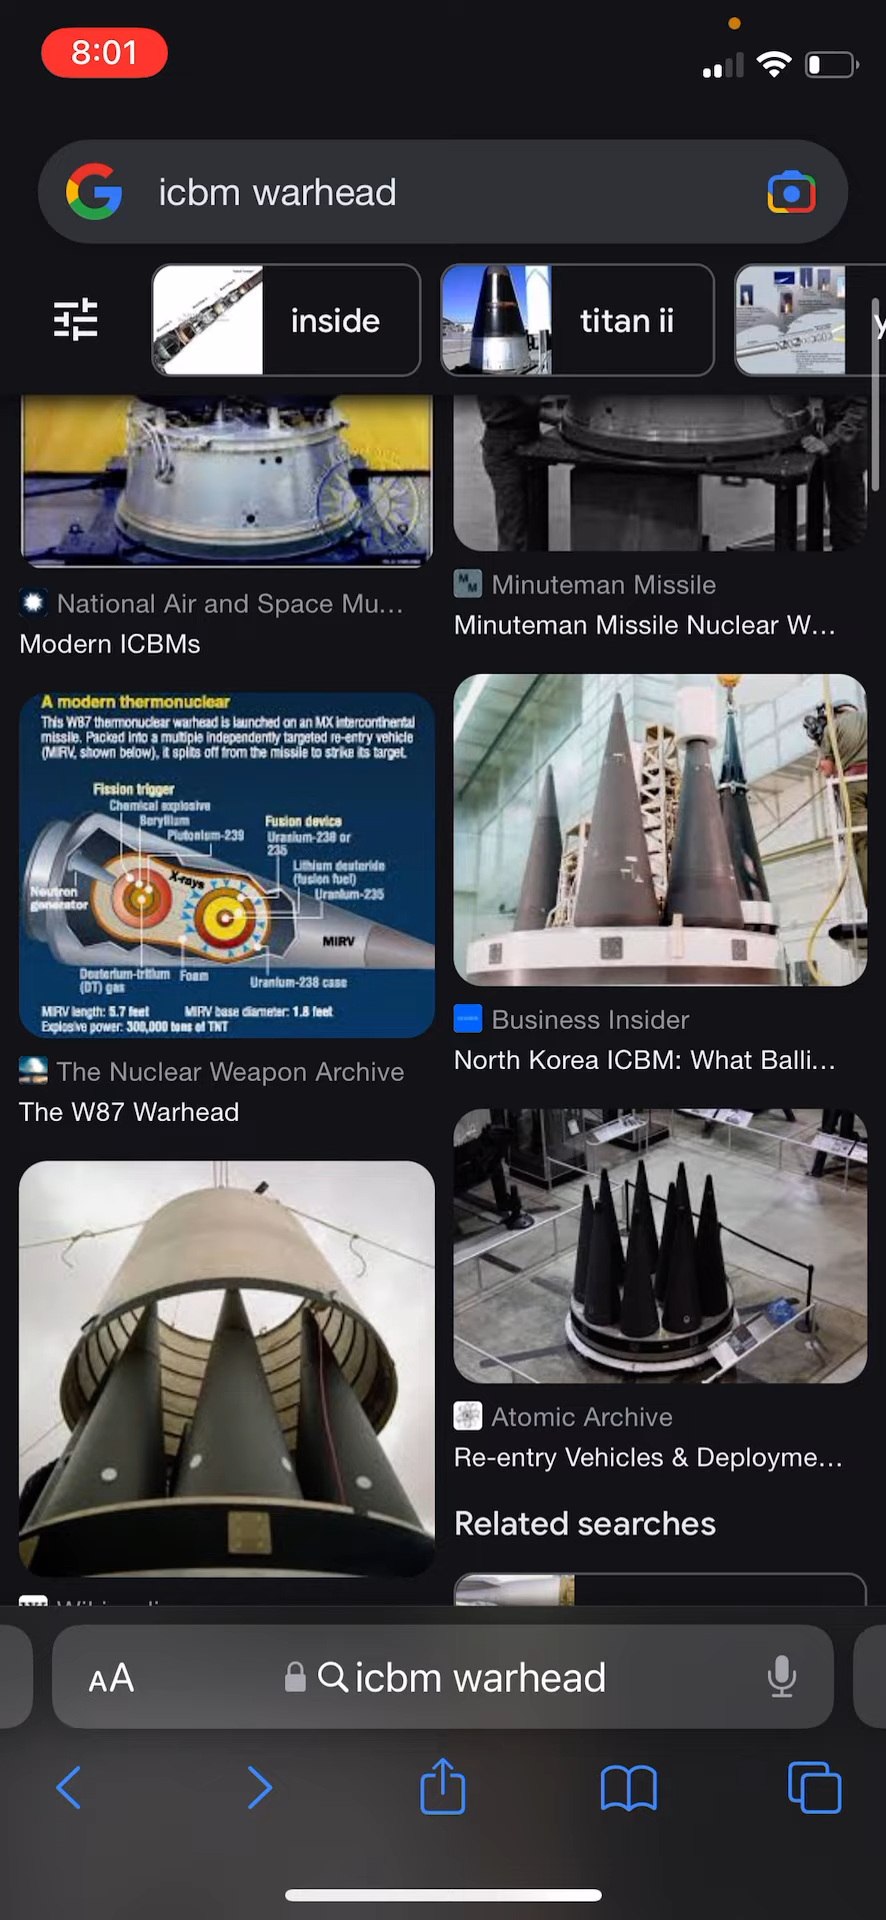 8:01
icbm warhead
inside
titan ii
National Air and Space Mu...
Modern ICBMs
Minuteman Missile
Minuteman Missile Nuclear W...
A modern thermonuclear
This W87 thermonuclear warhead is launched on an MX intercontinental
missile. Packed into a multiple independently targeted re-entry vehicle
(MIRV, shown below), it splits off from the missile to strike its target.
Fission trigger
Chemical explosive
Beryllium
Plutonium-239
Fusion device
Uranium-238 or
235
Lithium deuteride
(fusion fuel)
Uranium-235
X-rays
Neutron
generator
MIRV
Deuterium-tritium
(DT) gas
Foam
Uranium-238 case
MIRV length: 5.7 feet
MIRV base diameter: 1.8 feet
Explosive power: 300,000 tons of TNT
The Nuclear Weapon Archive
The W87 Warhead
Business Insider
North Korea ICBM: What Balli...
Atomic Archive
Re-entry Vehicles & Deployme...
Related searches
AA
icbm warhead